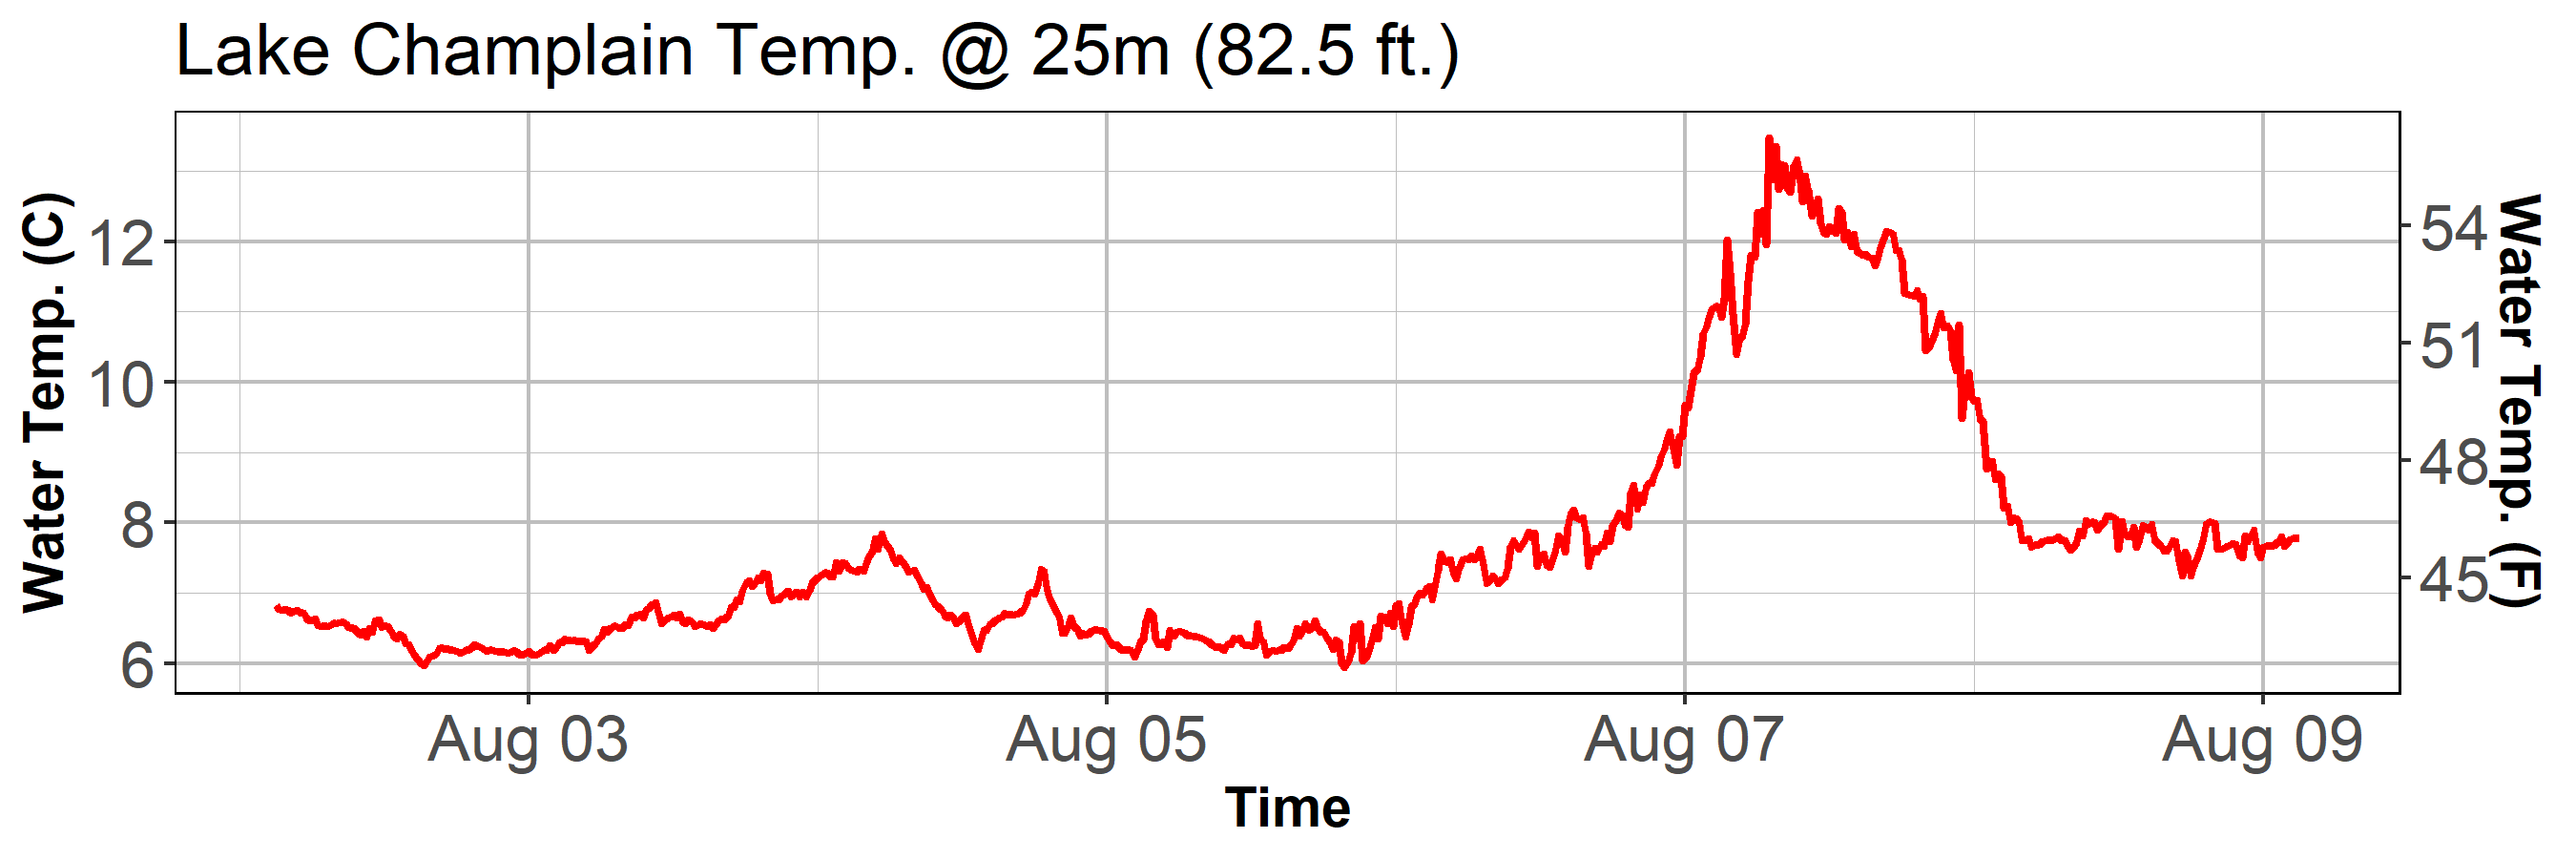 Lake Champlain Temp. @ 25m (82.5 ft.)
Water Temp. (C)
12
10
8
6
54
51
48
45
Water Temp. (F)
Aug 03 Aug 05 Aug 07 Aug 09
Time